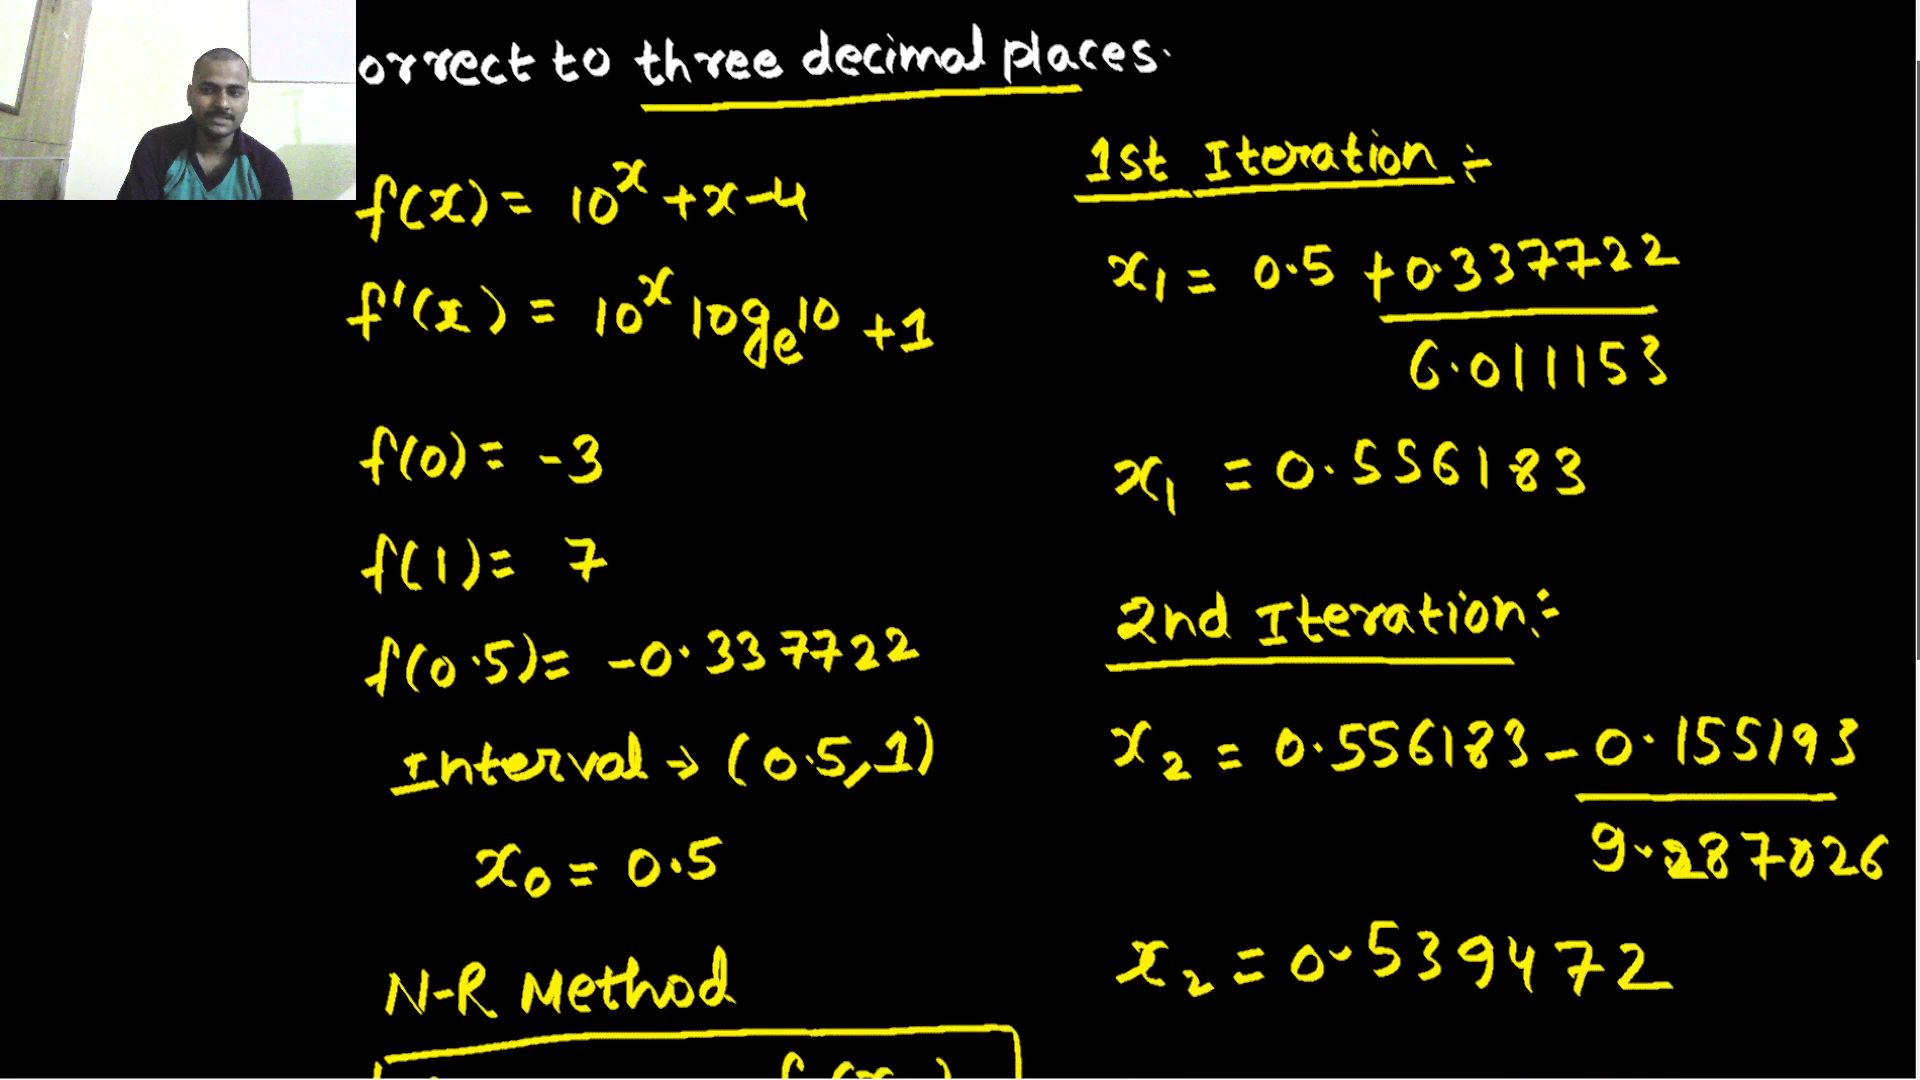 orrect to three decimal places.
f(x) = 10^x + x - 4
f'(x) = 10^x log_e 10 + 1
f(0) = -3
f(1) = 7
f(0.5) = -0.337722
Interval → (0.5, 1)
x₀ = 0.5
N-R Method
1st Iteration :-
x₁ = 0.5 + 0.337722
6.011153
x₁ = 0.556183
2nd Iteration :-
x₂ = 0.556183 - 0.155193
9.287026
x₂ = 0.539472